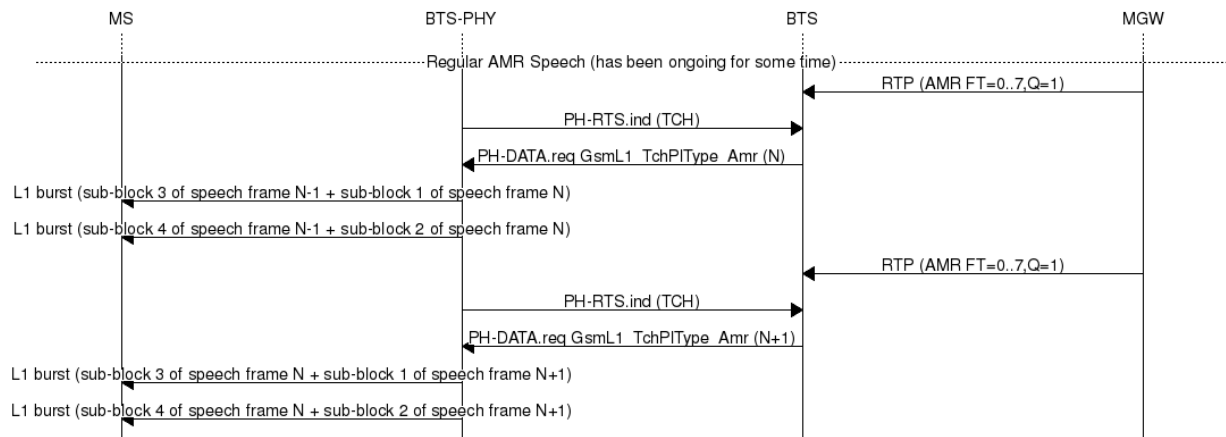 MS BTS-PHY BTS MGW
Regular AMR Speech (has been ongoing for some time)
RTP (AMR FT=0..7,Q=1)
PH-RTS.ind (TCH)
PH-DATA.req GsmL1_TchPlType_Amr (N)
L1 burst (sub-block 3 of speech frame N-1 + sub-block 1 of speech frame N)
L1 burst (sub-block 4 of speech frame N-1 + sub-block 2 of speech frame N)
RTP (AMR FT=0..7,Q=1)
PH-RTS.ind (TCH)
PH-DATA.req GsmL1_TchPlType_Amr (N+1)
L1 burst (sub-block 3 of speech frame N + sub-block 1 of speech frame N+1)
L1 burst (sub-block 4 of speech frame N + sub-block 2 of speech frame N+1)